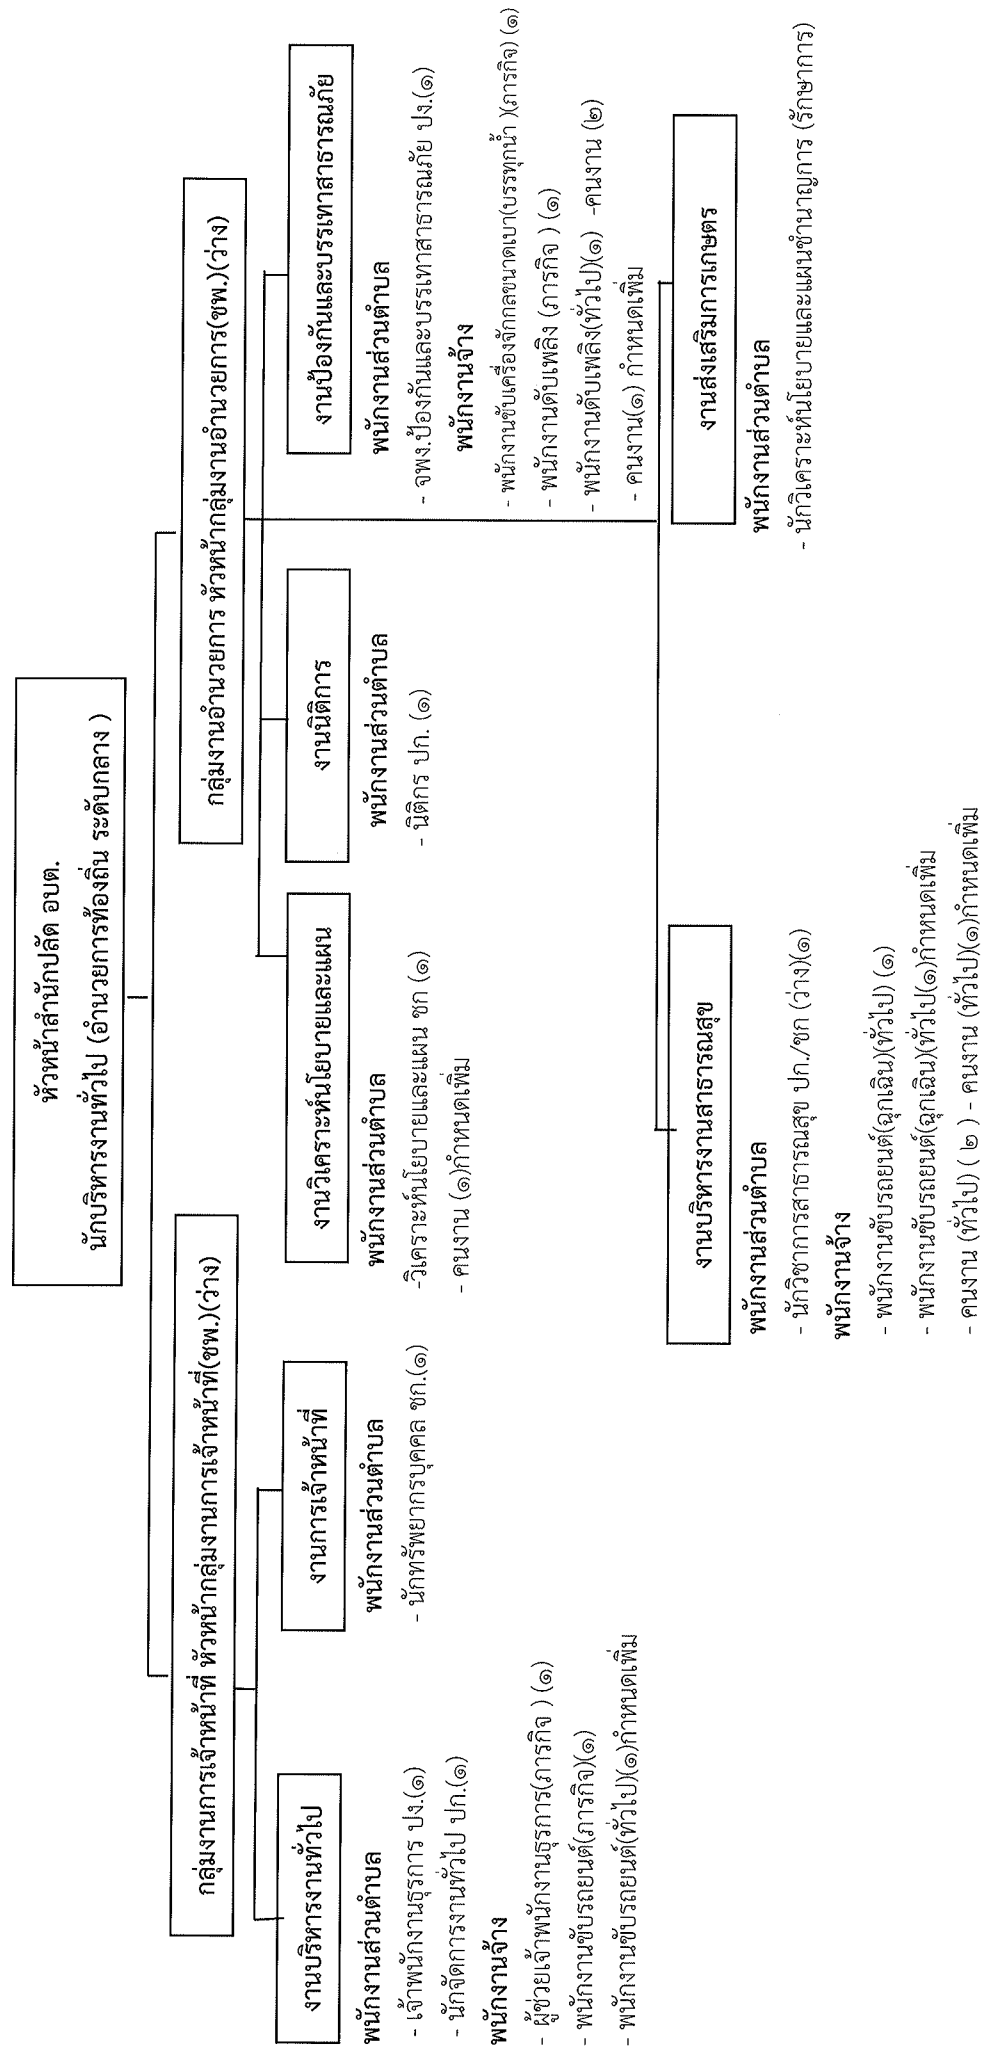 หัวหน้าสำนักปลัด อบต.
นักบริหารงานทั่วไป (อำนวยการท้องถิ่น ระดับกลาง )
กลุ่มงานการเจ้าหน้าที่ หัวหน้ากลุ่มงานการเจ้าหน้าที่(ชพ.)(ว่าง)
กลุ่มงานอำนวยการ หัวหน้ากลุ่มงานอำนวยการ(ชพ.)(ว่าง)
งานบริหารงานทั่วไป
พนักงานส่วนตำบล
- เจ้าพนักงานธุรการ ปง.(๑)
- นักจัดการงานทั่วไป ปก.(๑)
พนักงานจ้าง
- ผู้ช่วยเจ้าพนักงานธุรการ(ภารกิจ ) (๑)
- พนักงานขับรถยนต์(ภารกิจ)(๑)
- พนักงานขับรถยนต์(ทั่วไป)(๑)กำหนดเพิ่ม
งานการเจ้าหน้าที่
พนักงานส่วนตำบล
- นักทรัพยากรบุคคล ชก.(๑)
งานวิเคราะห์นโยบายและแผน
พนักงานส่วนตำบล
-วิเคราะห์นโยบายและแผน ชก (๑)
- คนงาน (๑)กำหนดเพิ่ม
งานนิติการ
พนักงานส่วนตำบล
- นิติกร ปก. (๑)
งานป้องกันและบรรเทาสาธารณภัย
พนักงานส่วนตำบล
- จพง.ป้องกันและบรรเทาสาธารณภัย ปง.(๑)
พนักงานจ้าง
- พนักงานขับเครื่องจักกลขนาดเบา(บรรทุกน้ำ )(ภารกิจ) (๑)
- พนักงานดับเพลิง (ภารกิจ ) (๑)
- พนักงานดับเพลิง(ทั่วไป)(๑) -คนงาน (๒)
- คนงาน(๑) กำหนดเพิ่ม
งานบริหารงานสาธารณสุข
พนักงานส่วนตำบล
- นักวิชาการสาธารณสุข ปก./ชก (ว่าง)(๑)
พนักงานจ้าง
- พนักงานขับรถยนต์(ฉุกเฉิน)(ทั่วไป) (๑)
- พนักงานขับรถยนต์(ฉุกเฉิน)(ทั่วไป(๑)กำหนดเพิ่ม
- คนงาน (ทั่วไป) ( ๒ ) - คนงาน (ทั่วไป)(๑)กำหนดเพิ่ม
งานส่งเสริมการเกษตร
พนักงานส่วนตำบล
- นักวิเคราะห์นโยบายและแผนชำนาญการ (รักษาการ)